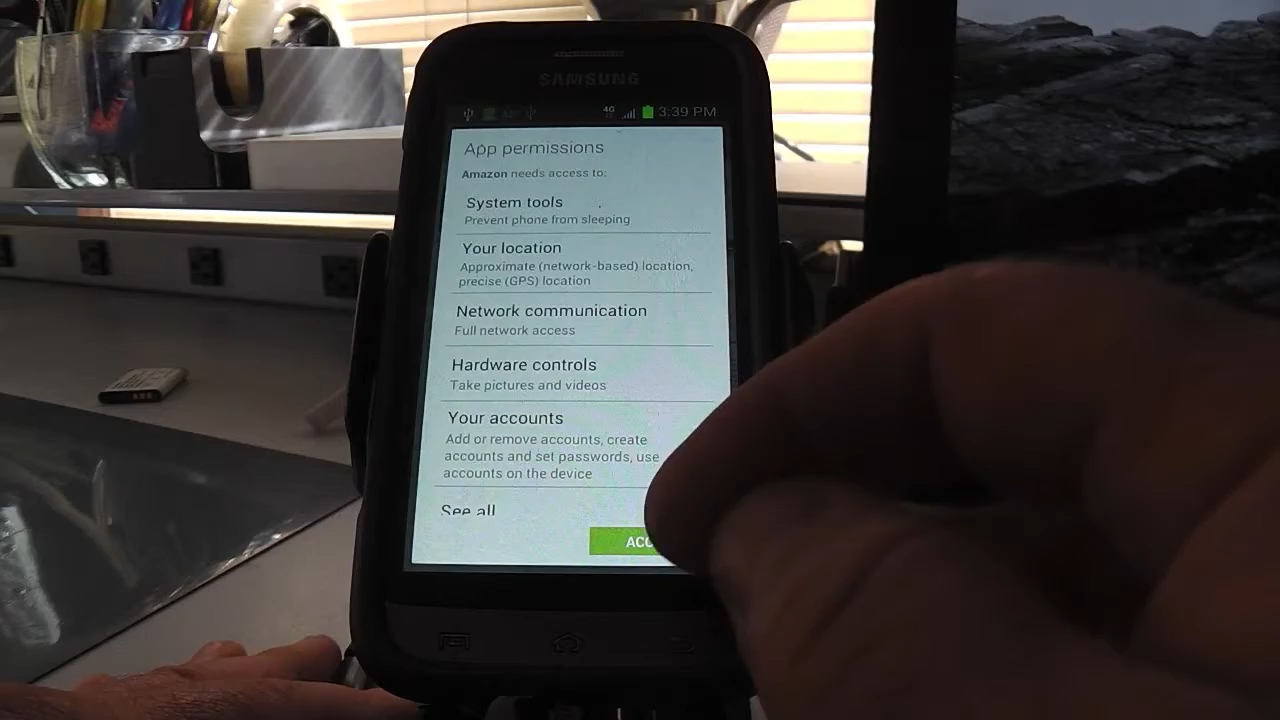 SAMSUNG
4G
3:39 PM
App permissions
Amazon needs access to:
System tools
Prevent phone from sleeping
Your location
Approximate (network-based) location,
precise (GPS) location
Network communication
Full network access
Hardware controls
Take pictures and videos
Your accounts
Add or remove accounts, create
accounts and set passwords, use
accounts on the device
See all
ACC